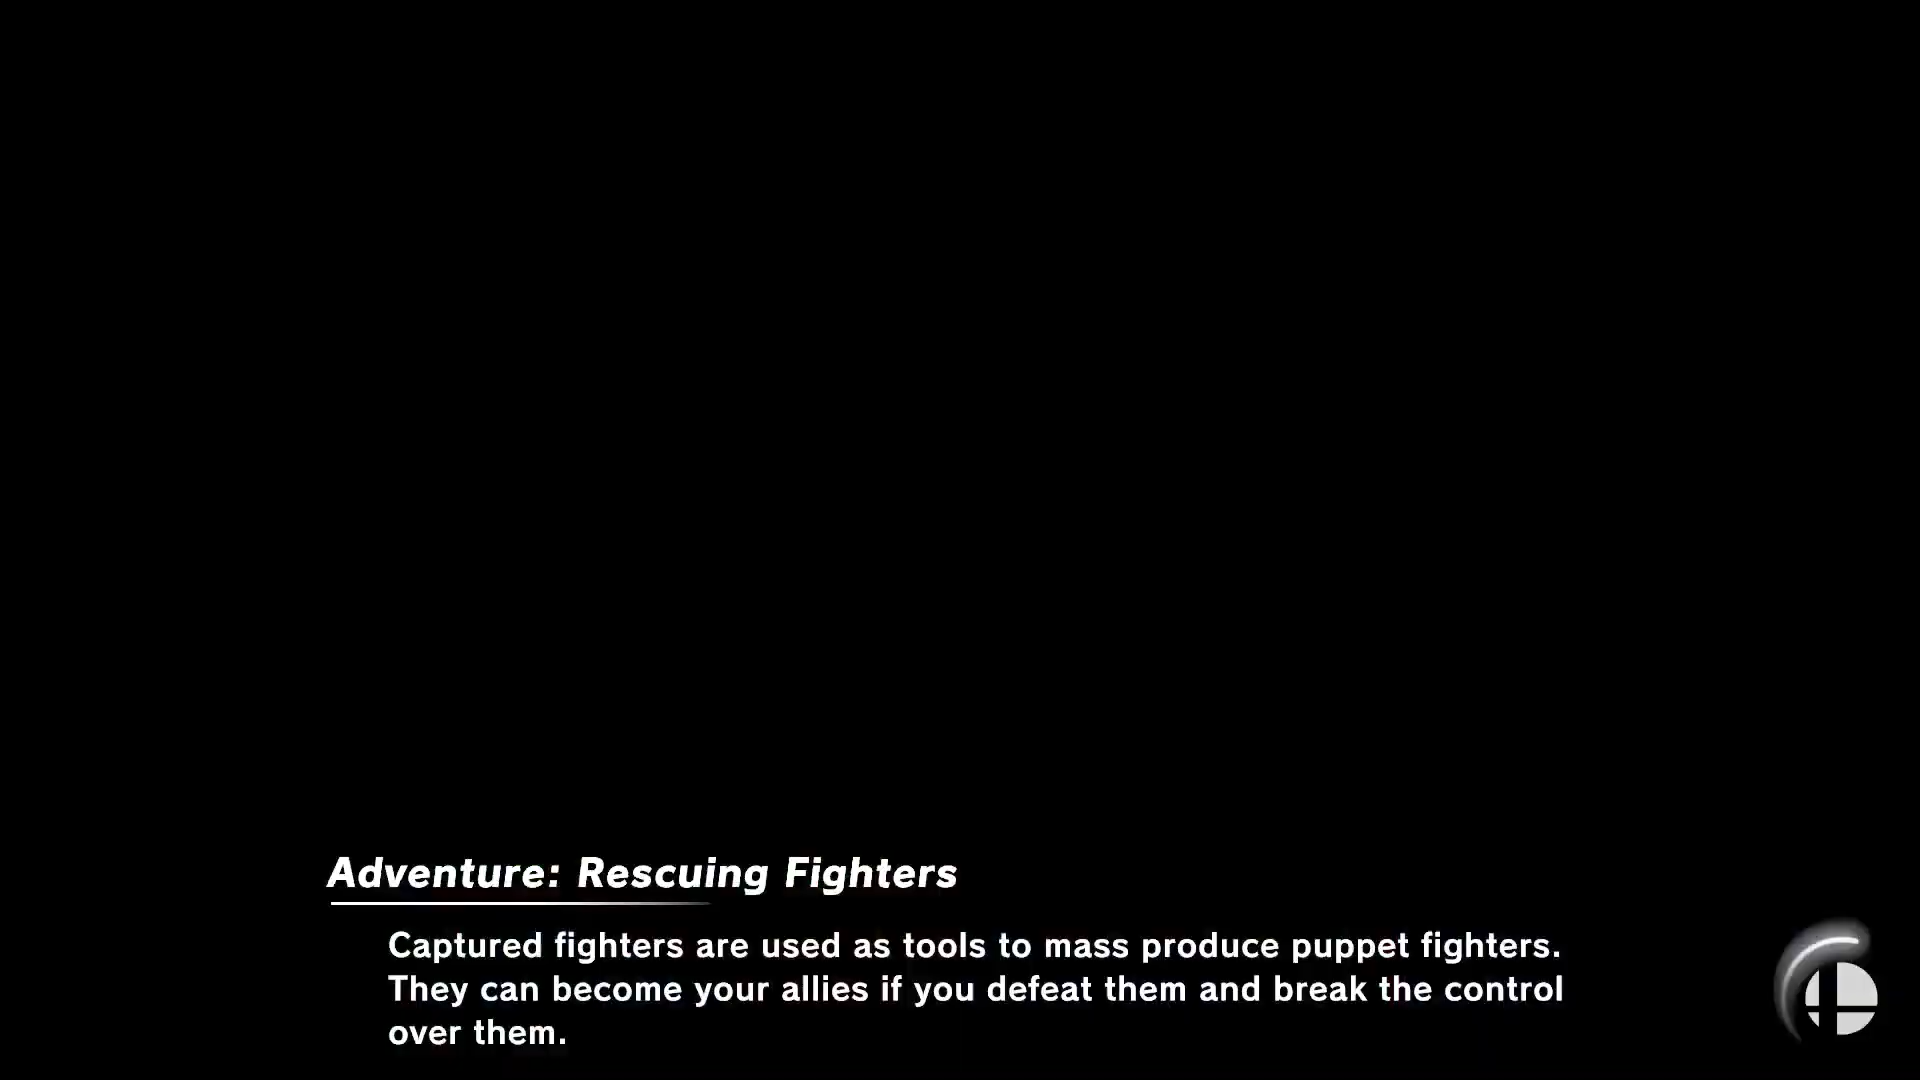 Adventure: Rescuing Fighters
Captured fighters are used as tools to mass produce puppet fighters.
They can become your allies if you defeat them and break the control
over them.